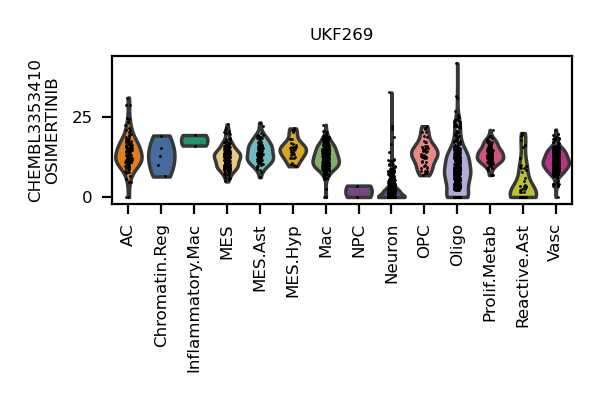 UKF269
CHEMBL3353410
OSIMERTINIB
25
0
AC
Chromatin.Reg
Inflammatory.Mac
MES
MES.Ast
MES.Hyp
Mac
NPC
Neuron
OPC
Oligo
Prolif.Metab
Reactive.Ast
Vasc